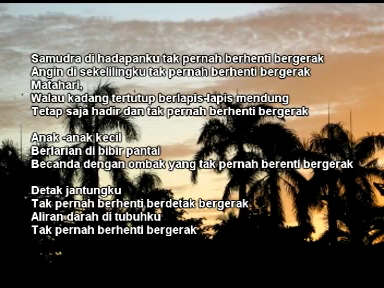 Samudra di hadapanku tak pernah berhenti bergerak
Angin di sekelilingku tak pernah berhenti bergerak
Matahari,
Walau kadang tertutup berlapis-lapis mendung
Tetap saja hadir dan tak pernah berhenti bergerak
Anak -anak kecil
Berlarian di bibir pantai
Becanda dengan ombak yang tak pernah berenti bergerak
Detak jantungku
Tak pernah berhenti berdetak bergerak
Aliran darah di tubuhku
Tak pernah berhenti bergerak